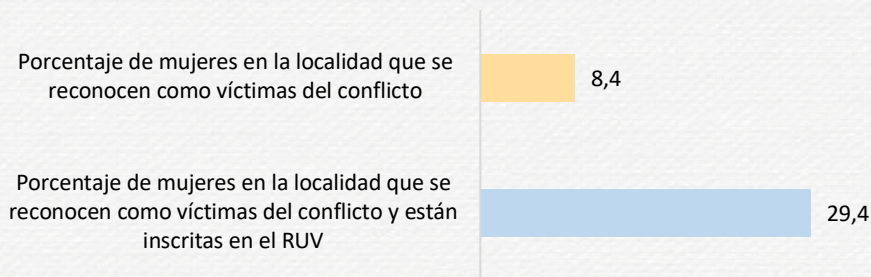 Porcentaje de mujeres en la localidad que se
reconocen como víctimas del conflicto
8,4
Porcentaje de mujeres en la localidad que se
reconocen como víctimas del conflicto y están
inscritas en el RUV
29,4